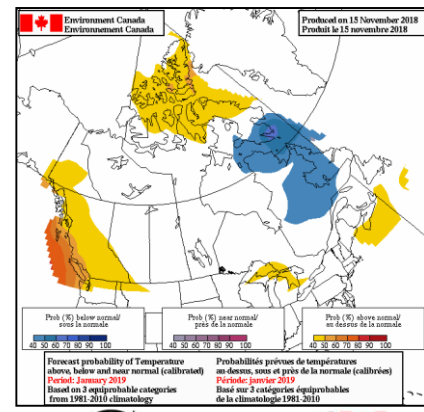 Environment Canada
Environnement Canada
Produced on 15 November 2018
Produit le 15 novembre 2018
Prob (%) below normal/
sous la normale
40 50 60 70 80 90 100
Prob (%) near normal/
près de la normale
40 50 60 70 80 90 100
Prob (%) above normal/
au dessus de la normale
40 50 60 70 80 90 100
Forecast probability of Temperature
above, below and near normal (calibrated)
Period: January 2019
Based on 3 equiprobable categories
from 1981-2010 climatology
Probabilités prévues de températures
au-dessus, sous et près de la normale (calibrées)
Période: janvier 2019
Basé sur 3 catégories équiprobables
de la climatologie 1981-2010